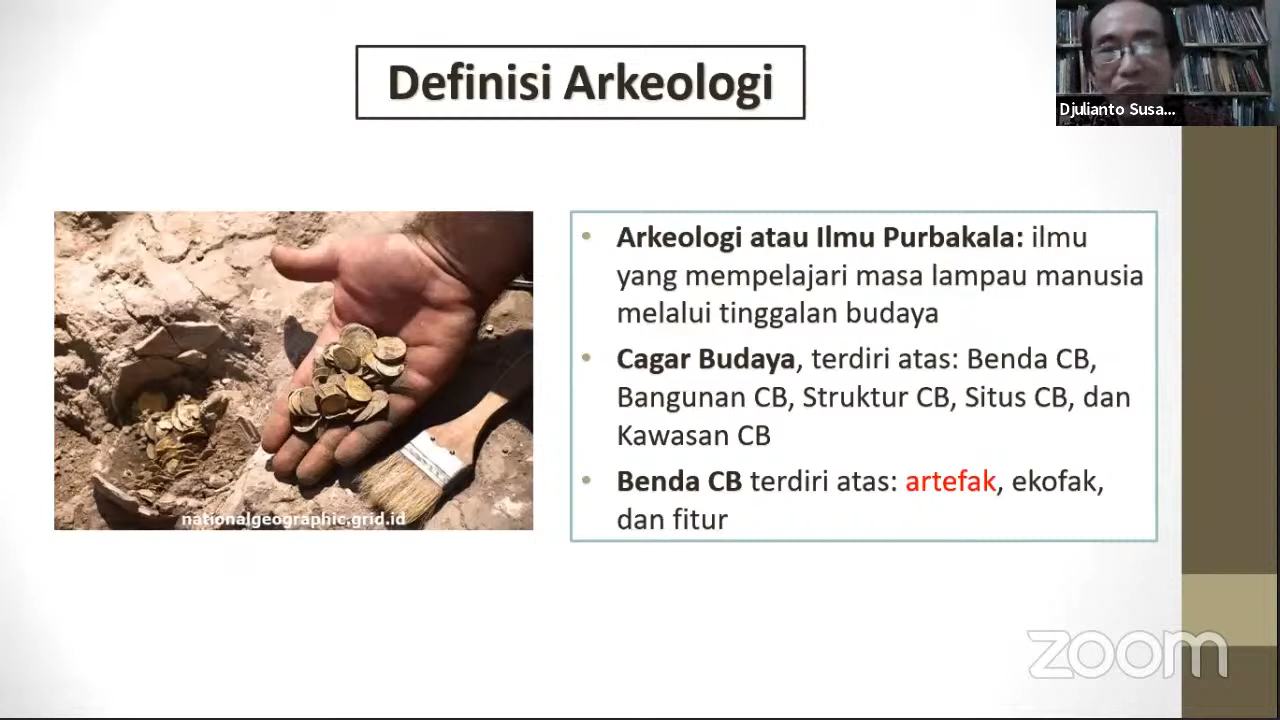 Definisi Arkeologi
Djulianto Susa...
• Arkeologi atau Ilmu Purbakala: ilmu
yang mempelajari masa lampau manusia
melalui tinggalan budaya
• Cagar Budaya, terdiri atas: Benda CB,
Bangunan CB, Struktur CB, Situs CB, dan
Kawasan CB
• Benda CB terdiri atas: artefak, ekofak,
dan fitur
nationalgeographic.grid.id
zoom